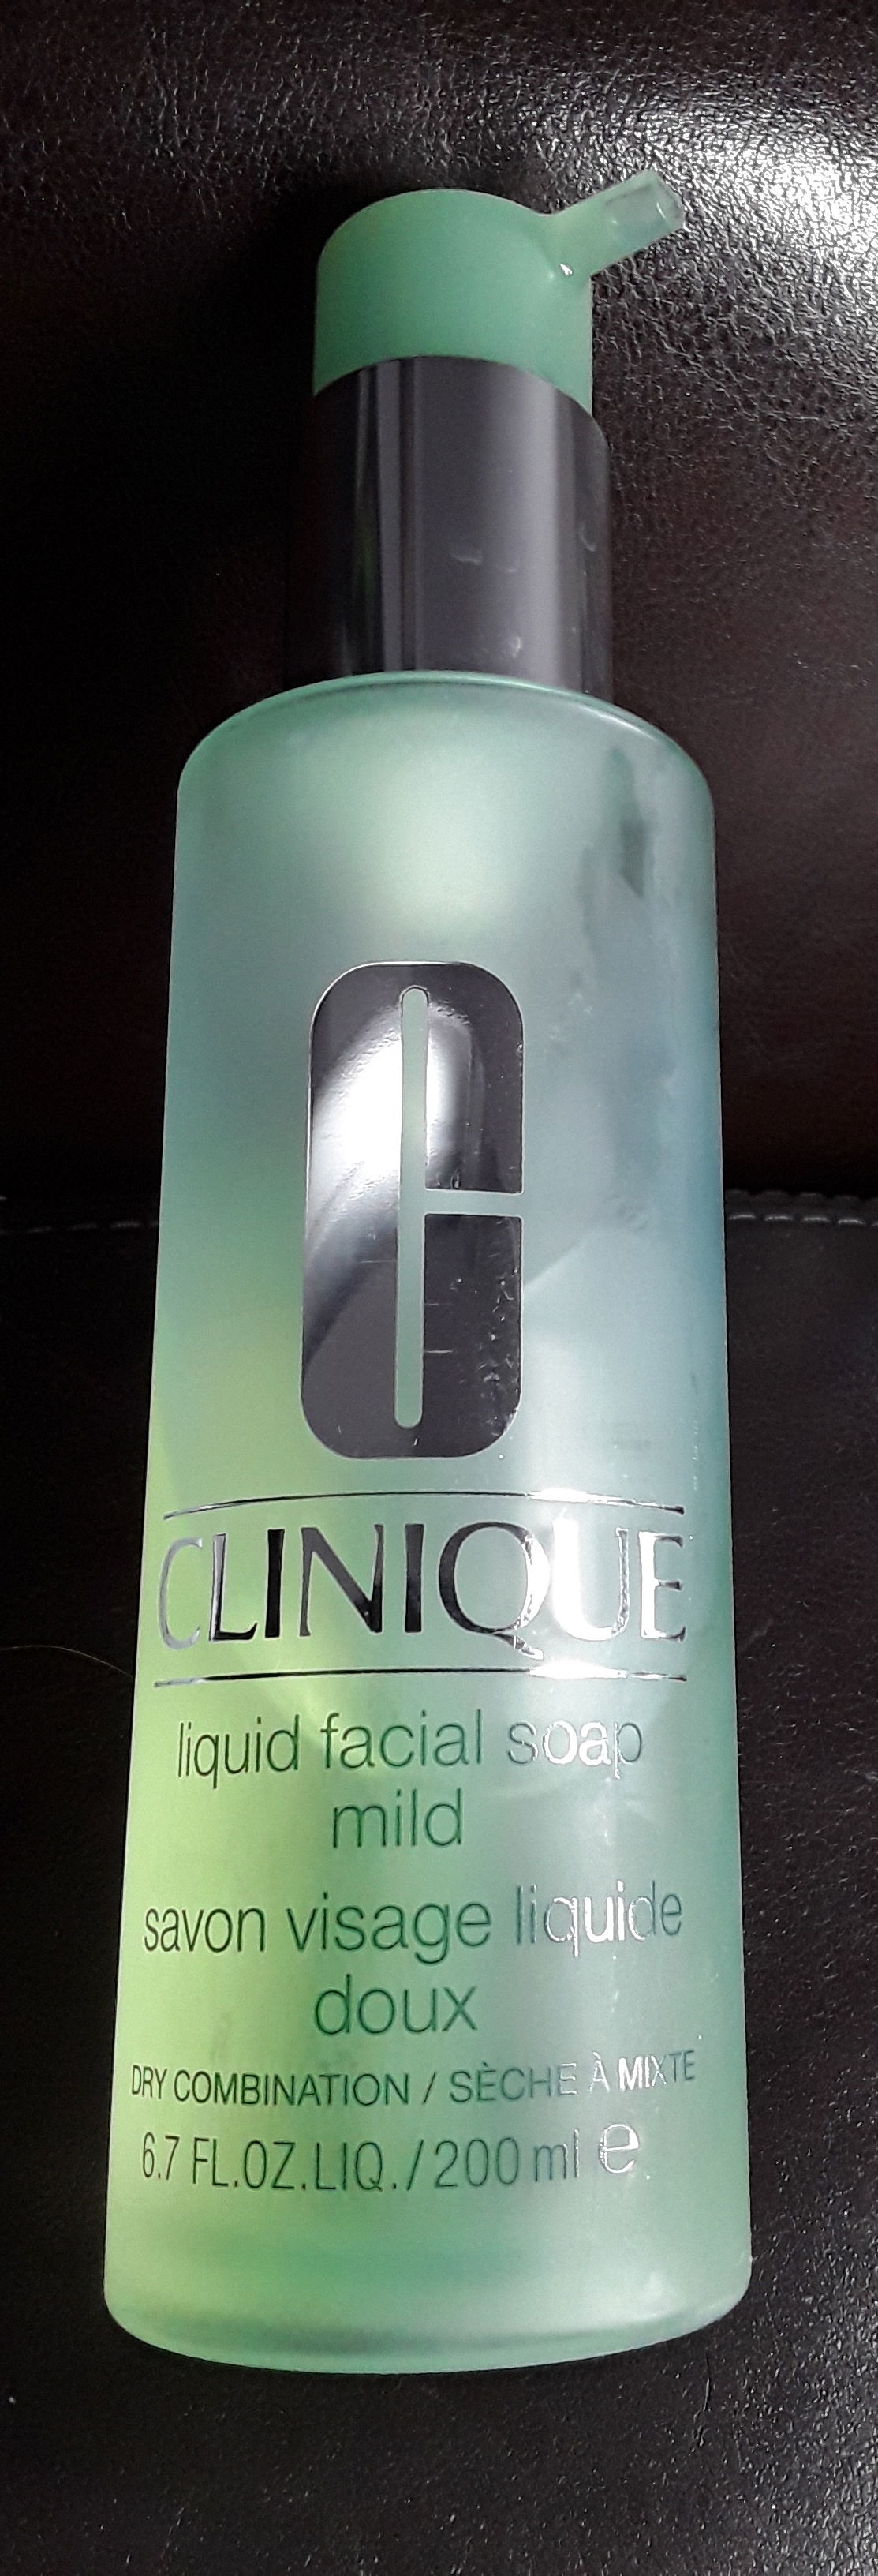 C
CLINIQUE
liquid facial soap
mild
savon visage liquide
doux
DRY COMBINATION / SÈCHE À MIXTE
6.7 FL.OZ.LIQ./200 ml e